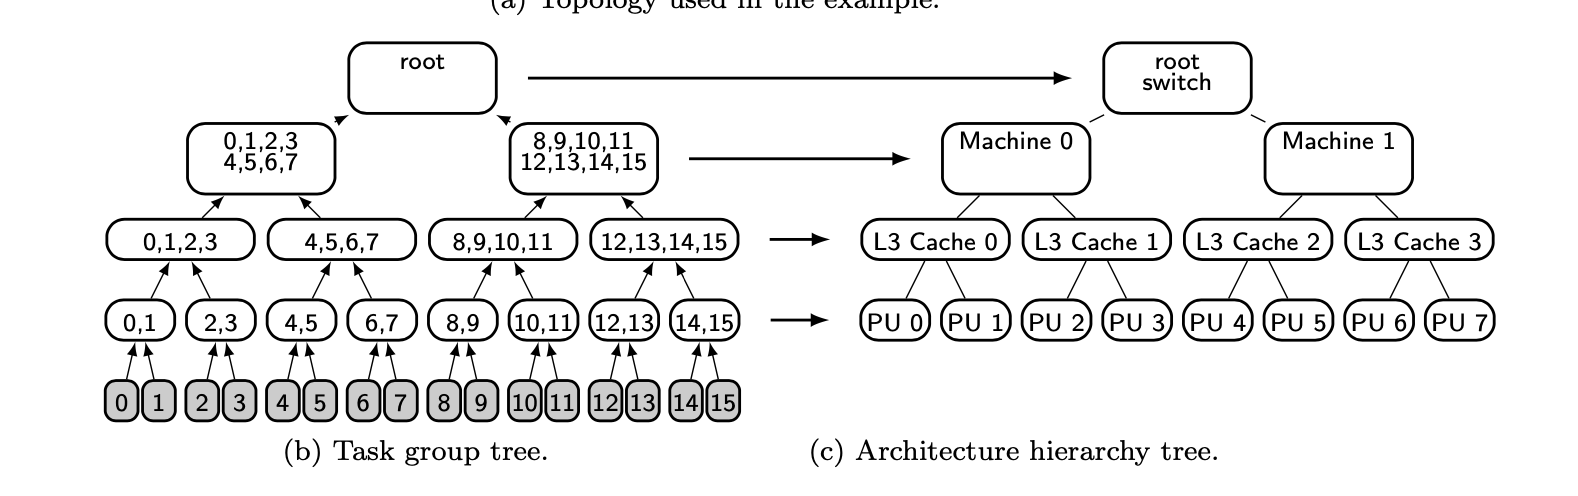 (a) Topology used in the example.
root
root
switch
0,1,2,3
4,5,6,7
8,9,10,11
12,13,14,15
Machine 0
Machine 1
0,1,2,3
4,5,6,7
8,9,10,11
12,13,14,15
L3 Cache 0
L3 Cache 1
L3 Cache 2
L3 Cache 3
0,1
2,3
4,5
6,7
8,9
10,11
12,13
14,15
PU 0
PU 1
PU 2
PU 3
PU 4
PU 5
PU 6
PU 7
0
1
2
3
4
5
6
7
8
9
10
11
12
13
14
15
(b) Task group tree.
(c) Architecture hierarchy tree.